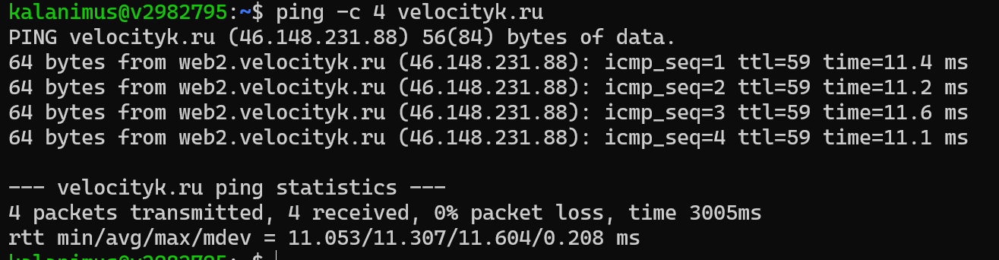 kalanimus@v2982795:~$ ping -c 4 velocityk.ru
PING velocityk.ru (46.148.231.88) 56(84) bytes of data.
64 bytes from web2.velocityk.ru (46.148.231.88): icmp_seq=1 ttl=59 time=11.4 ms
64 bytes from web2.velocityk.ru (46.148.231.88): icmp_seq=2 ttl=59 time=11.2 ms
64 bytes from web2.velocityk.ru (46.148.231.88): icmp_seq=3 ttl=59 time=11.6 ms
64 bytes from web2.velocityk.ru (46.148.231.88): icmp_seq=4 ttl=59 time=11.1 ms
--- velocityk.ru ping statistics ---
4 packets transmitted, 4 received, 0% packet loss, time 3005ms
rtt min/avg/max/mdev = 11.053/11.307/11.604/0.208 ms
kalanimus@v2982795:~$